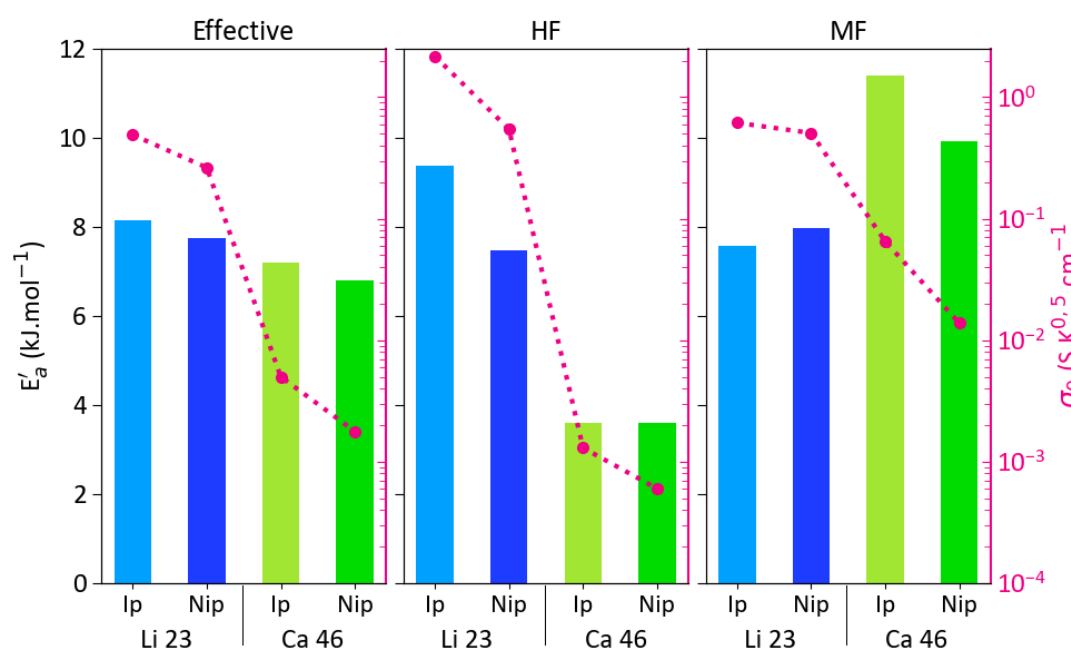 Effective HF MF
12
10
8
6
4
2
0
E′a (kJ.mol−1)
10^0
10^−1
10^−2
10^−3
10^−4
(S K^0,5 cm^−1
Ip Nip Ip Nip Ip Nip Ip Nip Ip Nip Ip Nip
Li 23 Ca 46 Li 23 Ca 46 Li 23 Ca 46